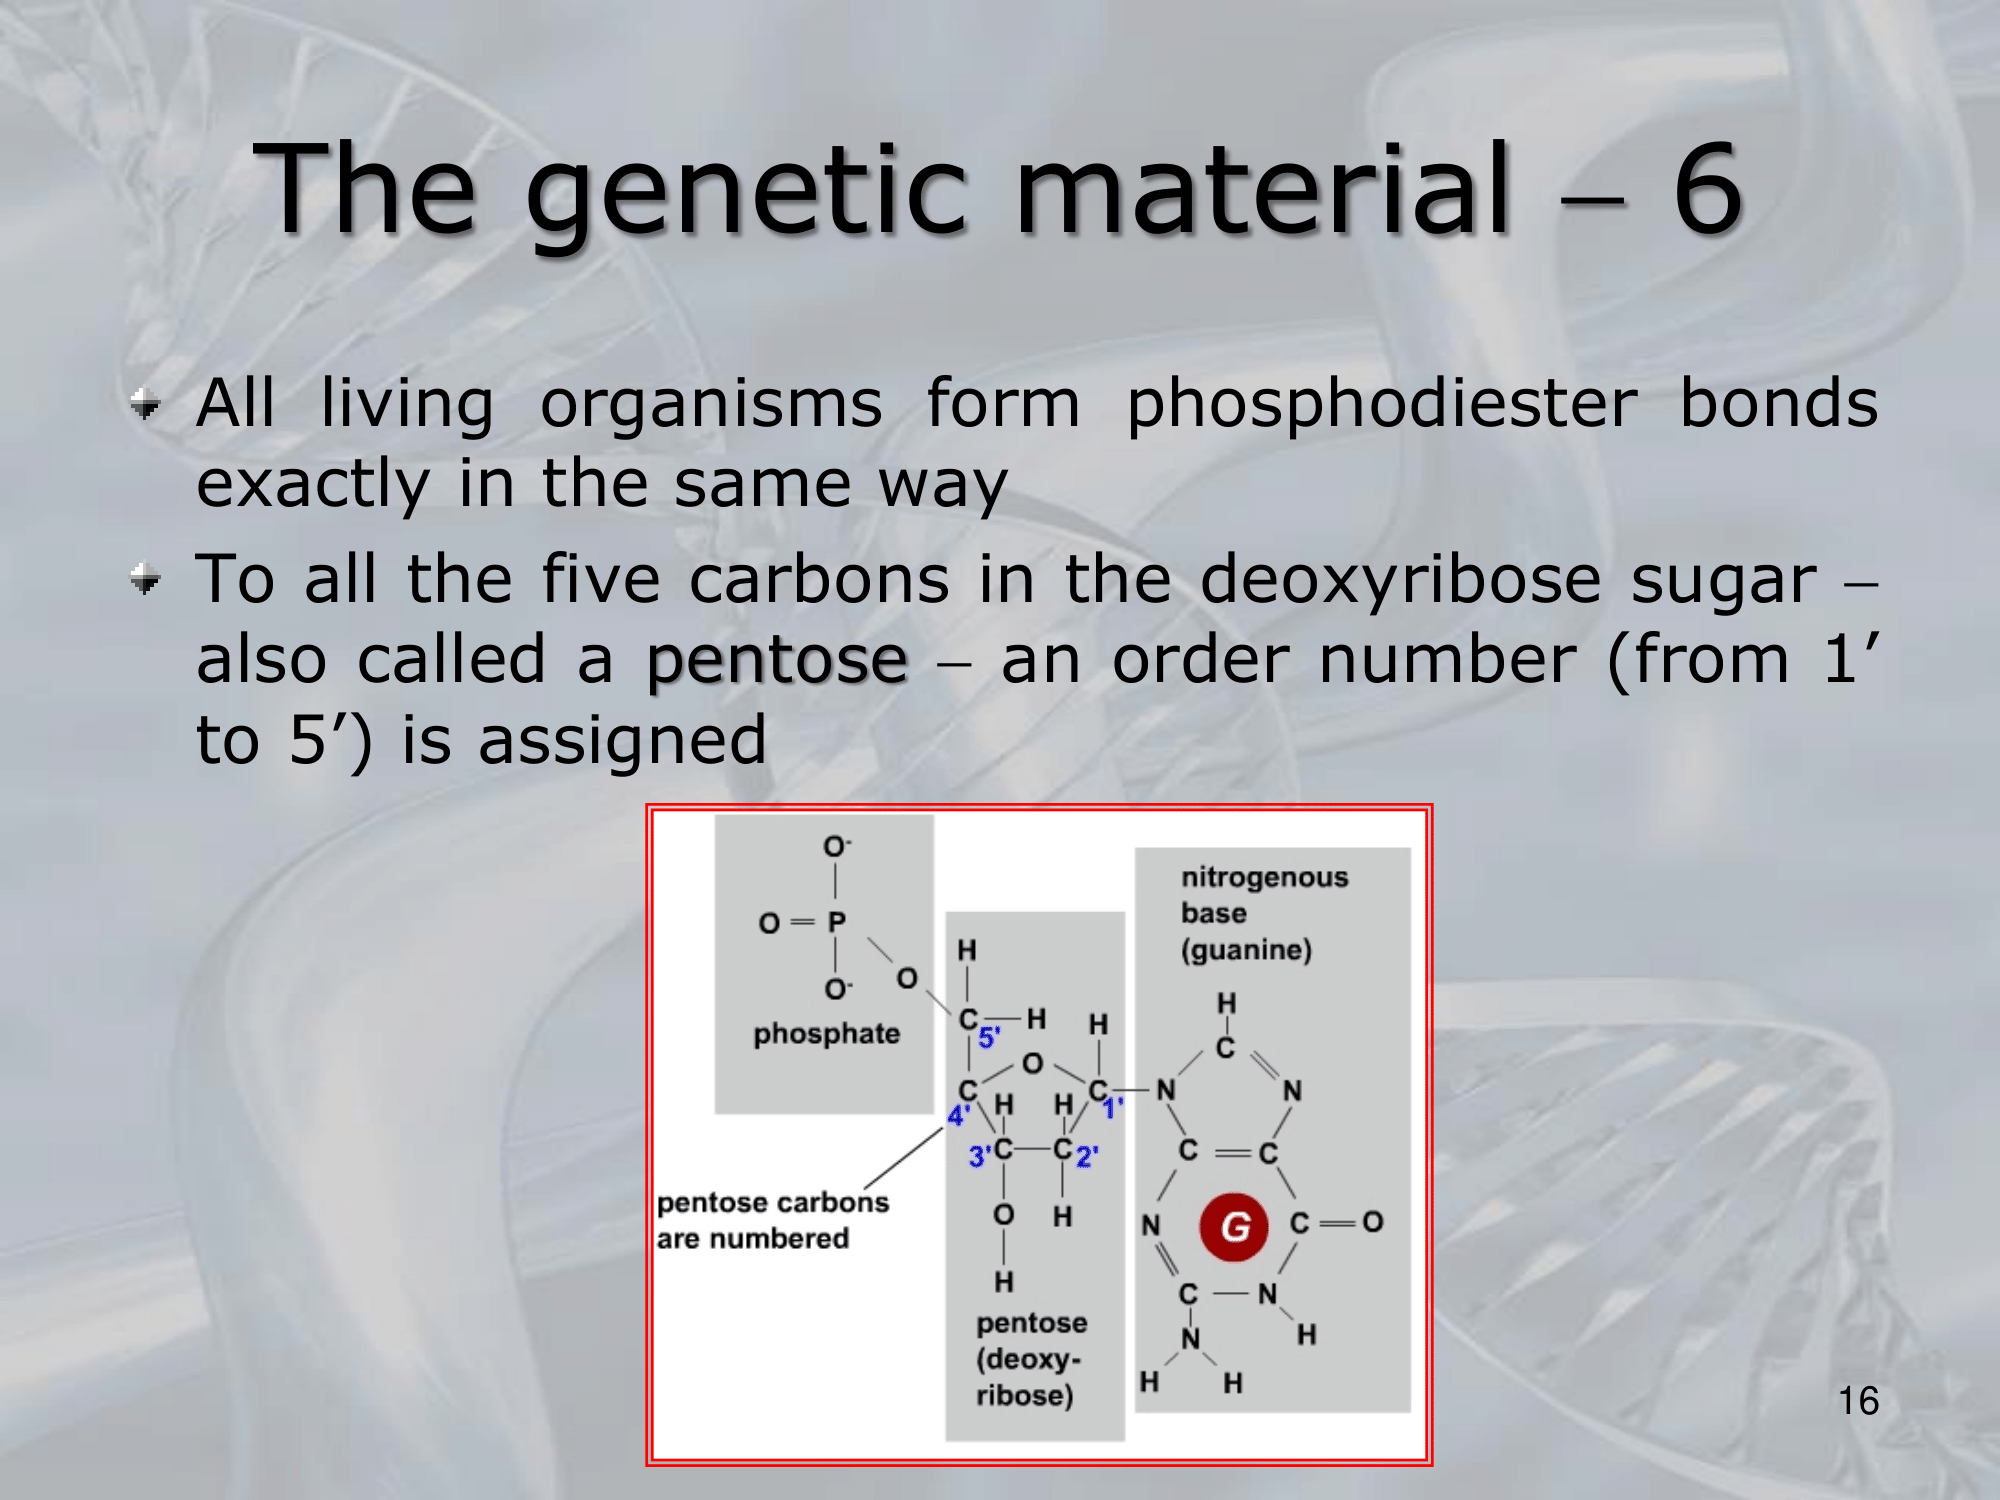 The genetic material – 6
All living organisms form phosphodiester bonds
exactly in the same way
To all the five carbons in the deoxyribose sugar –
also called a pentose – an order number (from 1’
to 5’) is assigned
O-
O = P
O-
O
phosphate
H
C 5' H
H
O
C 4'
H
H
C 1'
3' C
C 2'
O
H
H
pentose carbons
are numbered
pentose
(deoxy-
ribose)
nitrogenous
base
(guanine)
H
C
N
N
C = C
N
G
C = O
C — N
N
H
H
H
16